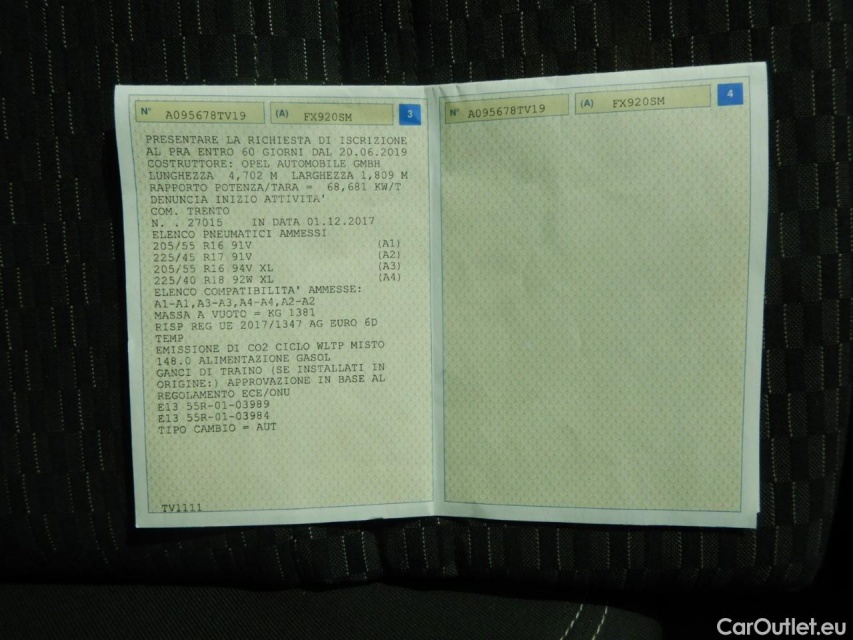 N° A095678TV19 (A) FX920SM 3
PRESENTARE LA RICHIESTA DI ISCRIZIONE
AL PRA ENTRO 60 GIORNI DAL 20.06.2019
COSTRUTTORE: OPEL AUTOMOBILE GMBH
LUNGHEZZA 4,702 M LARGHEZZA 1,809 M
RAPPORTO POTENZA/TARA = 68,681 KW/T
DENUNCIA INIZIO ATTIVITA'
COM. TRENTO
N. . 27015 IN DATA 01.12.2017
ELENCO PNEUMATICI AMMESSI
205/55 R16 91V (A1)
225/45 R17 91V (A2)
205/55 R16 94V XL (A3)
225/40 R18 92W XL (A4)
ELENCO COMPATIBILITA' AMMESSE:
A1-A1,A3-A3,A4-A4,A2-A2
MASSA A VUOTO = KG 1381
RISP REG UE 2017/1347 AG EURO 6D
TEMP
EMISSIONE DI CO2 CICLO WLTP MISTO
148.0 ALIMENTAZIONE GASOL
GANCI DI TRAINO (SE INSTALLATI IN
ORIGINE:) APPROVAZIONE IN BASE AL
REGOLAMENTO ECE/ONU
E13 55R-01-03989
E13 55R-01-03984
TIPO CAMBIO = AUT
TV1111
N° A095678TV19 (A) FX920SM 4
CarOutlet.eu